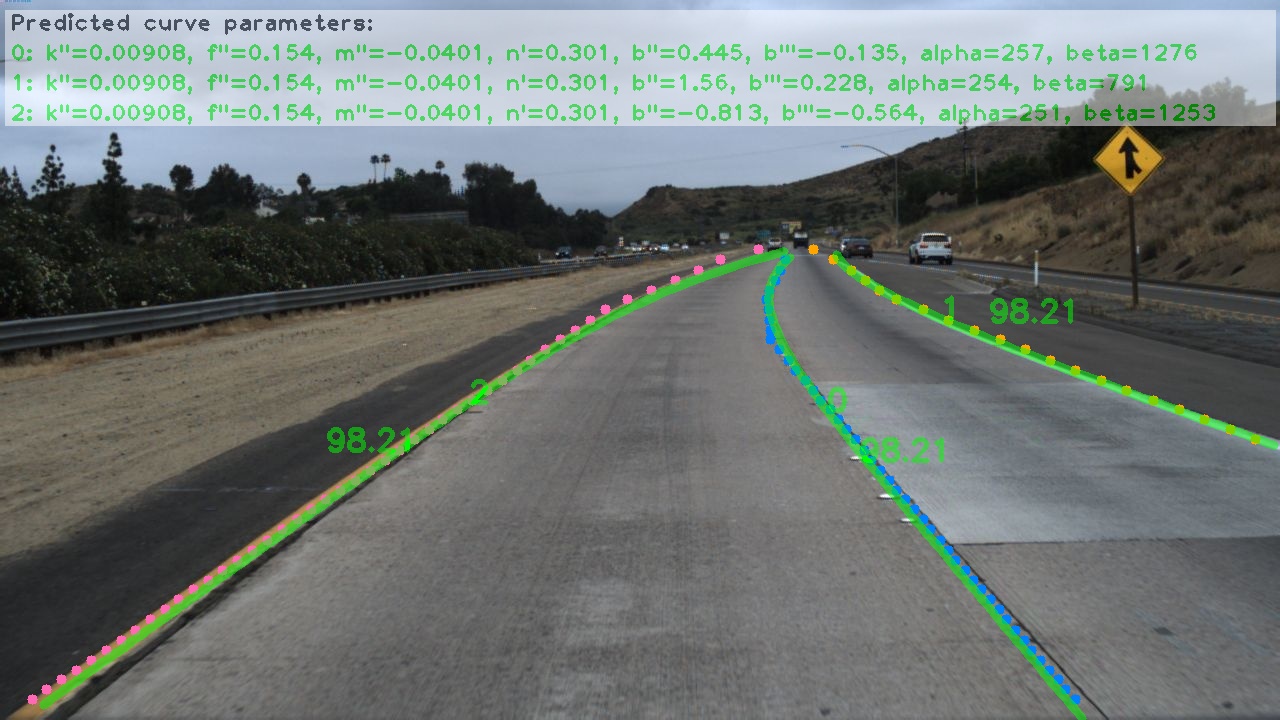 Predicted curve parameters:
0: k''=0.00908, f''=0.154, m''=-0.0401, n'=0.301, b''=0.445, b'''=-0.135, alpha=257, beta=1276
1: k''=0.00908, f''=0.154, m''=-0.0401, n'=0.301, b''=1.56, b'''=0.228, alpha=254, beta=791
2: k''=0.00908, f''=0.154, m''=-0.0401, n'=0.301, b''=-0.813, b'''=-0.564, alpha=251, beta=1253
1 98.21
2
0
98.21
98.21